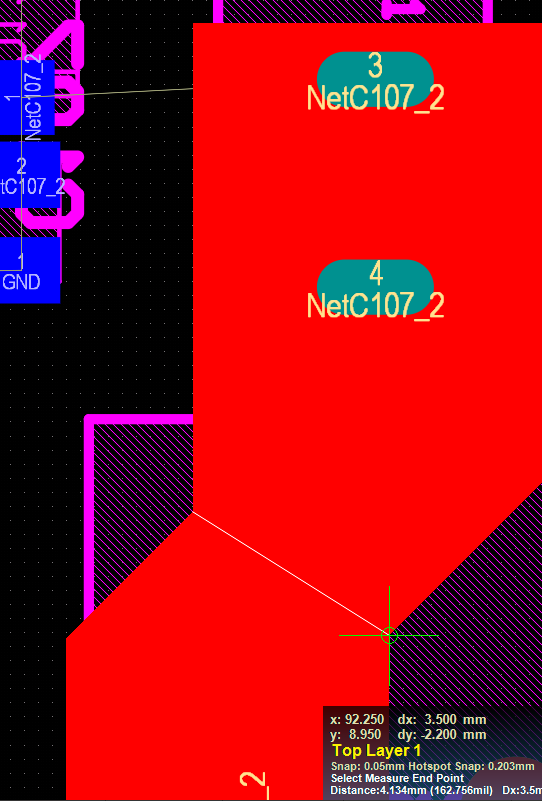 3
NetC107_2
1
NetC107_2
2
tC107_2
1
GND
4
NetC107_2
_2
x: 92.250 dx: 3.500 mm
y: 8.950 dy: -2.200 mm
Top Layer 1
Snap: 0.05mm Hotspot Snap: 0.203mm
Select Measure End Point
Distance:4.134mm (162.756mil) Dx:3.5m